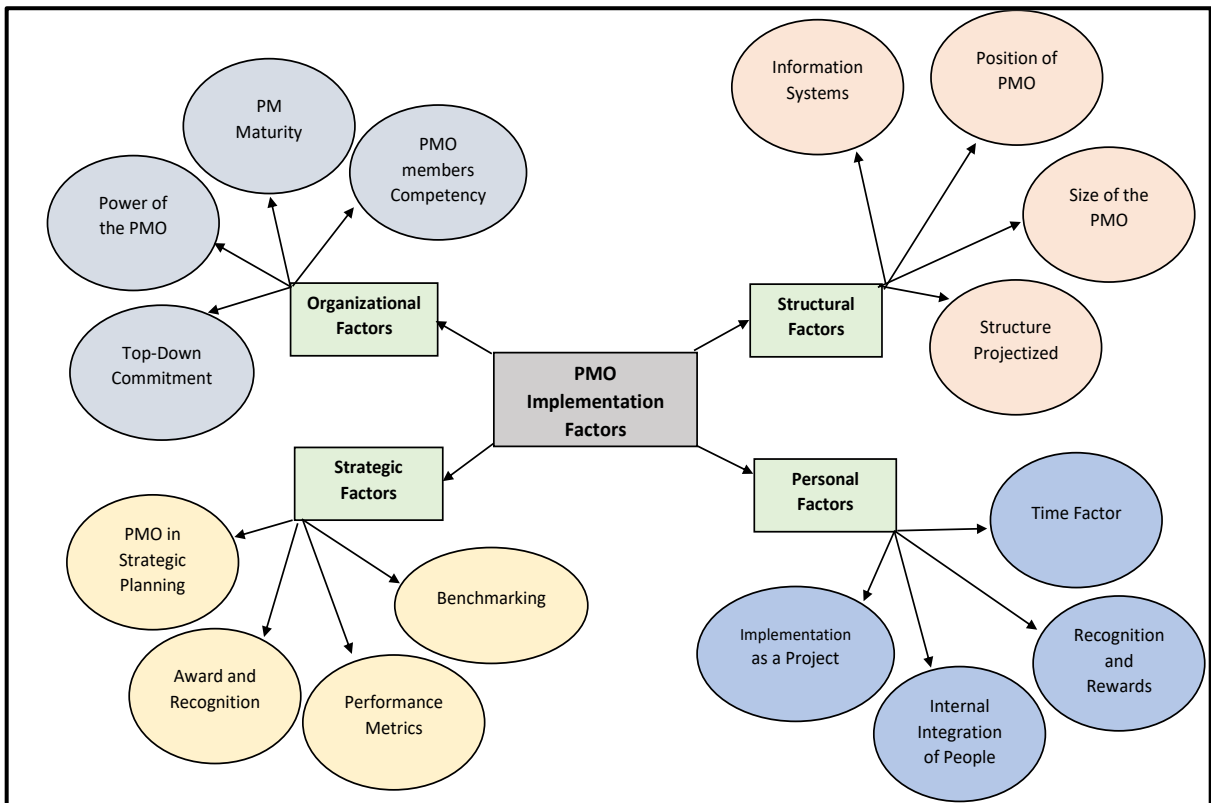 PM
Maturity
PMO
members
Competency
Power of
the PMO
Top-Down
Commitment
Organizational
Factors
Information
Systems
Position of
PMO
Size of the
PMO
Structure
Projectized
Structural
Factors
PMO
Implementation
Factors
Strategic
Factors
PMO in
Strategic
Planning
Award and
Recognition
Performance
Metrics
Benchmarking
Personal
Factors
Time Factor
Recognition
and
Rewards
Internal
Integration
of People
Implementation
as a Project